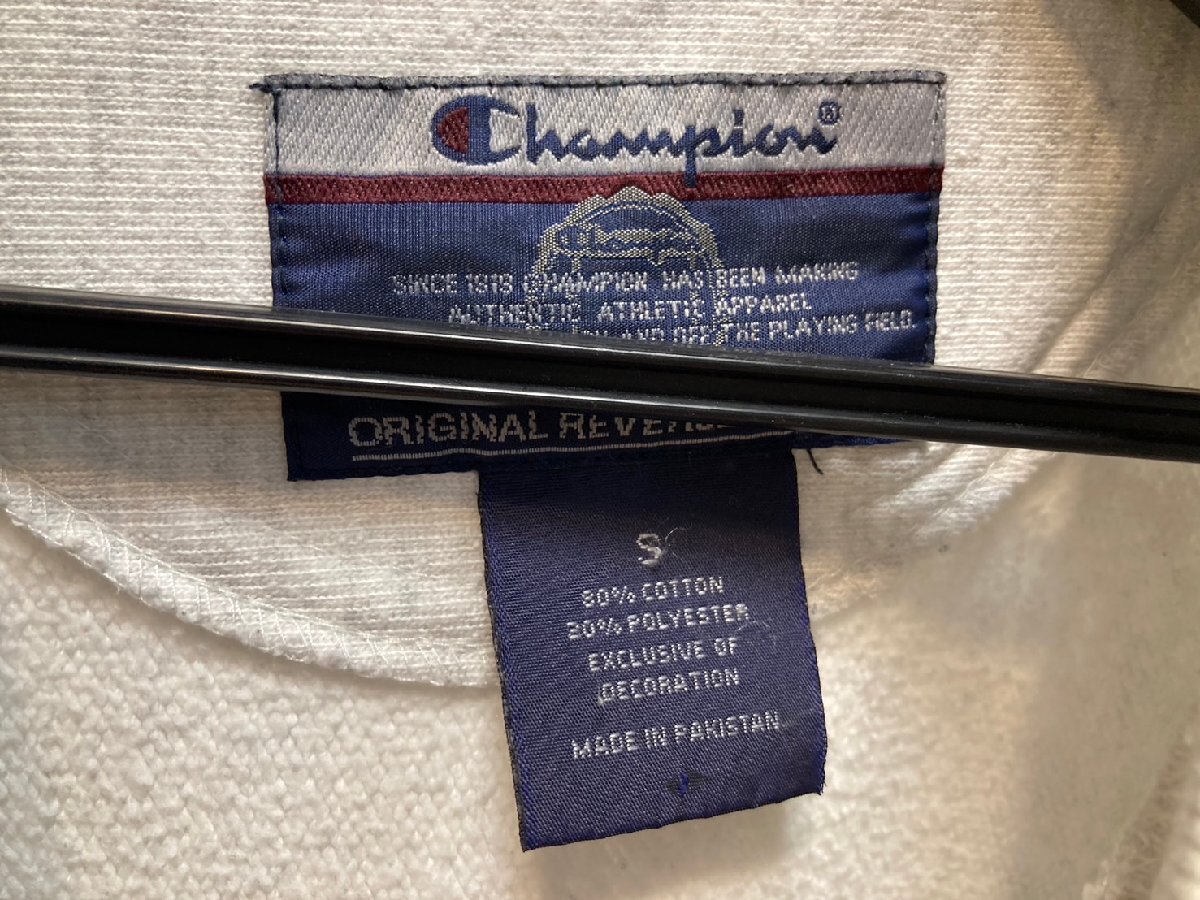 Champion®
Champion
SINCE 1919 CHAMPION HAS BEEN MAKING
AUTHENTIC ATHLETIC APPAREL
THE PLAYING FIELD
ORIGINAL
S
80% COTTON
20% POLYESTER
EXCLUSIVE OF
DECORATION
MADE IN PAKISTAN